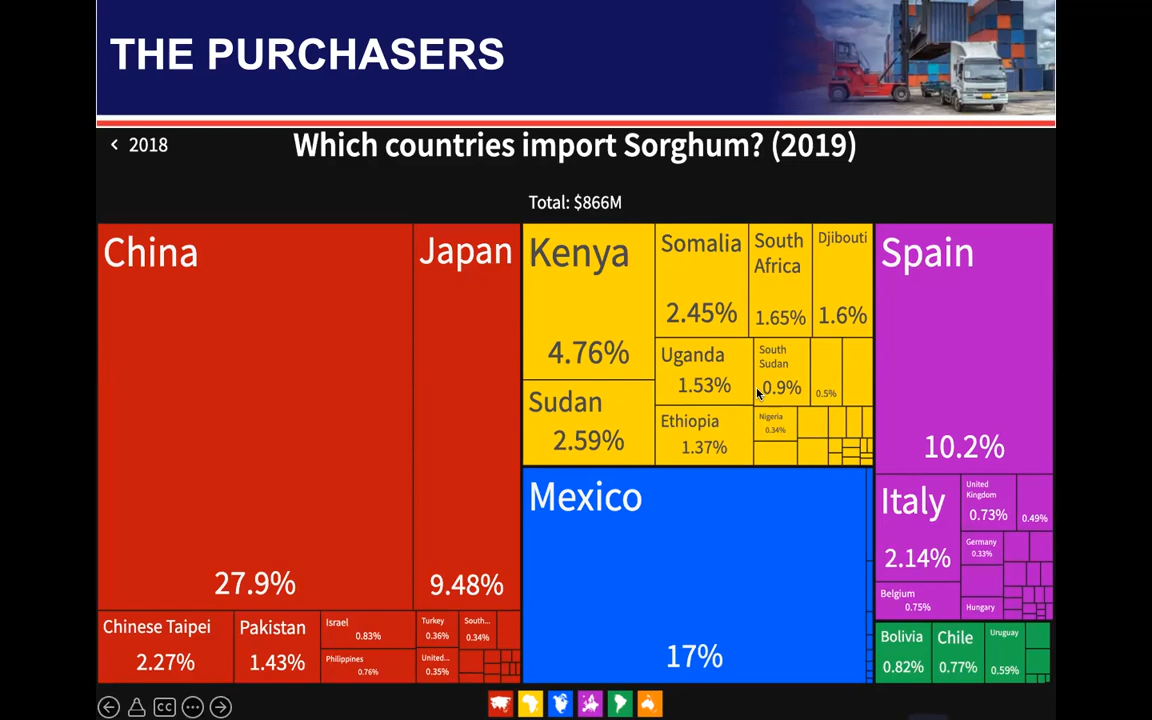 THE PURCHASERS
< 2018
Which countries import Sorghum? (2019)
Total: $866M
China
27.9%
Japan
9.48%
Chinese Taipei
2.27%
Pakistan
1.43%
Israel
0.83%
Philippines
0.76%
Turkey
0.36%
South...
0.34%
United...
0.35%
Kenya
4.76%
Sudan
2.59%
Somalia
2.45%
South
Africa
1.65%
Djibouti
1.6%
Uganda
1.53%
South
Sudan
0.9%
0.5%
Ethiopia
1.37%
Nigeria
0.34%
Mexico
17%
Spain
10.2%
Italy
2.14%
United
Kingdom
0.73%
0.49%
Germany
0.33%
Belgium
0.75%
Hungary
Bolivia
0.82%
Chile
0.77%
Uruguay
0.59%
CC